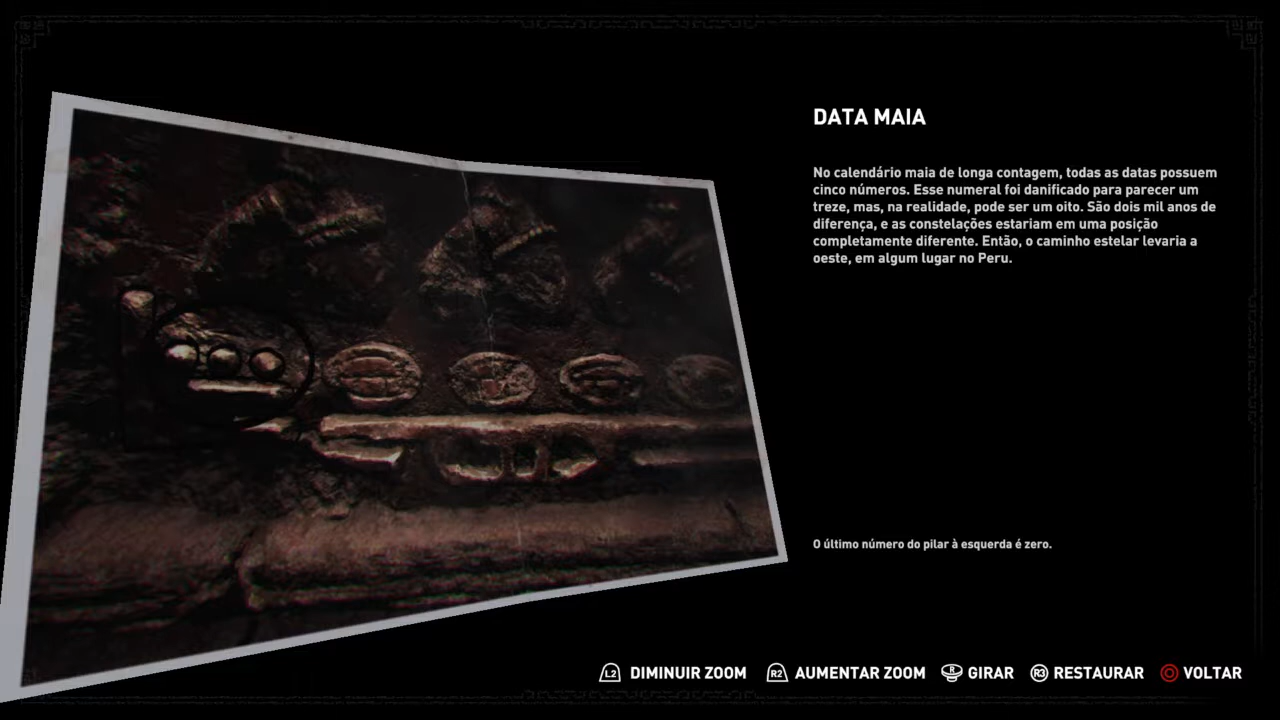 DATA MAIA
No calendário maia de longa contagem, todas as datas possuem
cinco números. Esse numeral foi danificado para parecer um
treze, mas, na realidade, pode ser um oito. São dois mil anos de
diferença, e as constelações estariam em uma posição
completamente diferente. Então, o caminho estelar levaria a
oeste, em algum lugar no Peru.
O último número do pilar à esquerda é zero.
L2 DIMINUIR ZOOM R2 AUMENTAR ZOOM R GIRAR R3 RESTAURAR VOLTAR